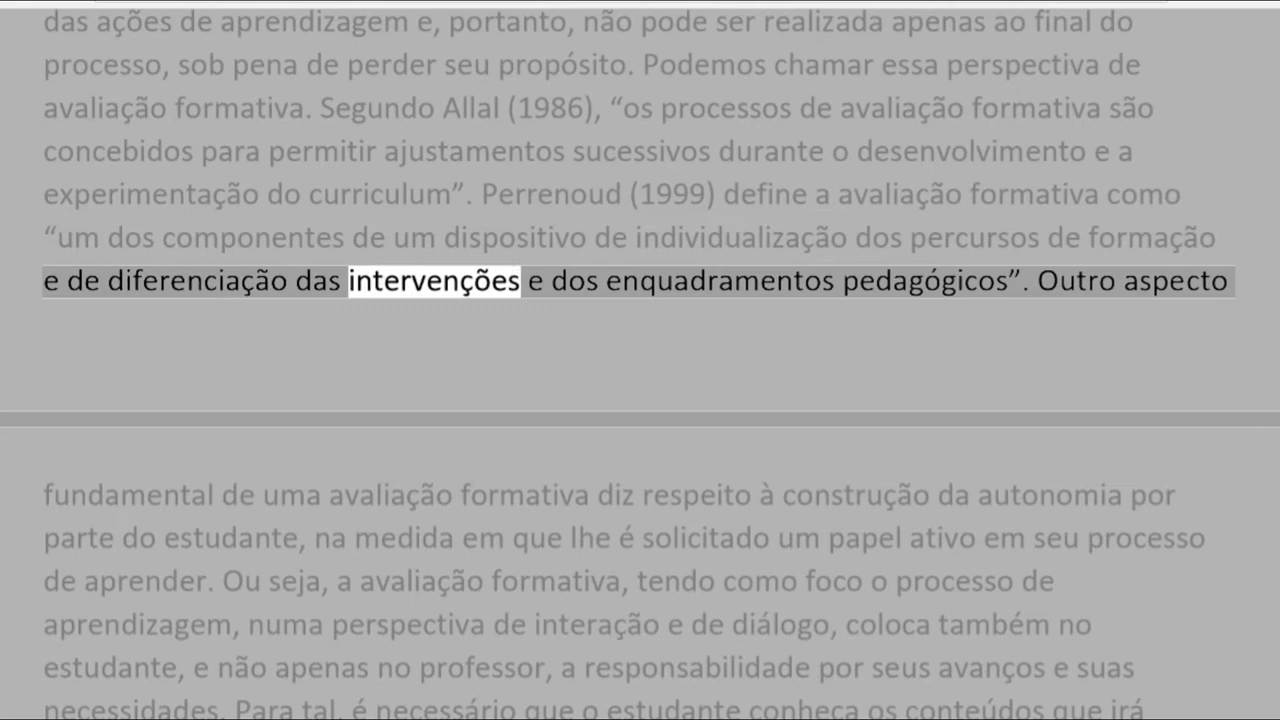 das ações de aprendizagem e, portanto, não pode ser realizada apenas ao final do
processo, sob pena de perder seu propósito. Podemos chamar essa perspectiva de
avaliação formativa. Segundo Allal (1986), “os processos de avaliação formativa são
concebidos para permitir ajustamentos sucessivos durante o desenvolvimento e a
experimentação do curriculum”. Perrenoud (1999) define a avaliação formativa como
“um dos componentes de um dispositivo de individualização dos percursos de formação
e de diferenciação das intervenções e dos enquadramentos pedagógicos”. Outro aspecto
fundamental de uma avaliação formativa diz respeito à construção da autonomia por
parte do estudante, na medida em que lhe é solicitado um papel ativo em seu processo
de aprender. Ou seja, a avaliação formativa, tendo como foco o processo de
aprendizagem, numa perspectiva de interação e de diálogo, coloca também no
estudante, e não apenas no professor, a responsabilidade por seus avanços e suas
necessidades. Para tal, é necessário que o estudante conheça os conteúdos que irá